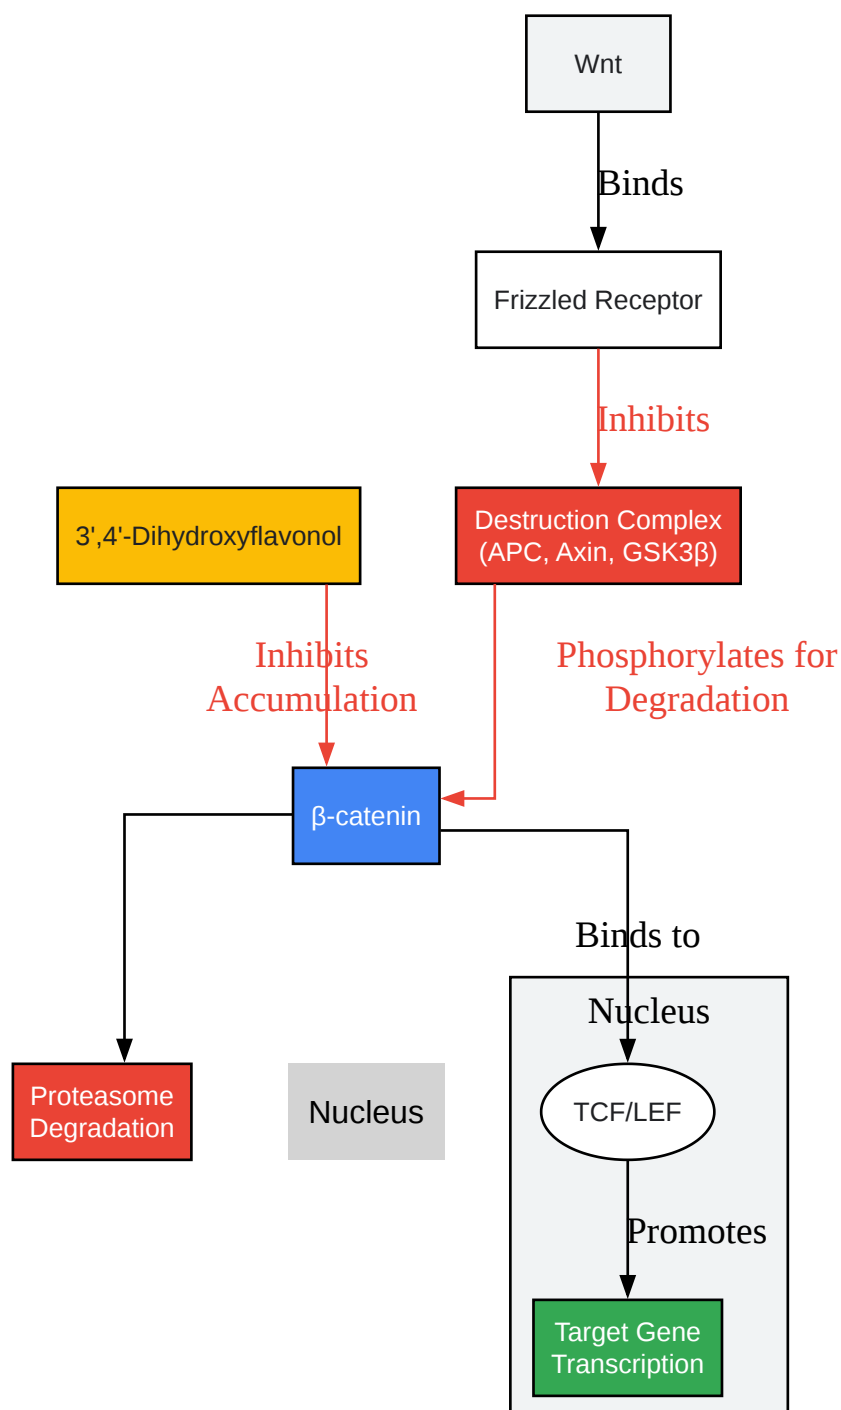 Wnt
Binds
Frizzled Receptor
Inhibits
3',4'-Dihydroxyflavonol
Destruction Complex
(APC, Axin, GSK3β)
Inhibits
Accumulation
Phosphorylates for
Degradation
β-catenin
Binds to
Nucleus
Proteasome
Degradation
Nucleus
TCF/LEF
Promotes
Target Gene
Transcription